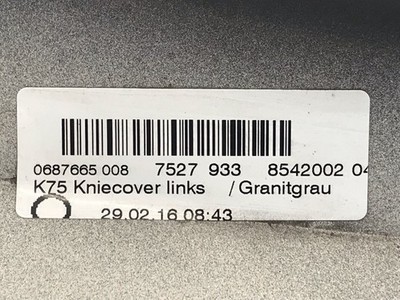 0687665 008 7527 933 8542002 04
K75 Kniecover links /Granitgrau
29.02.16 08:43